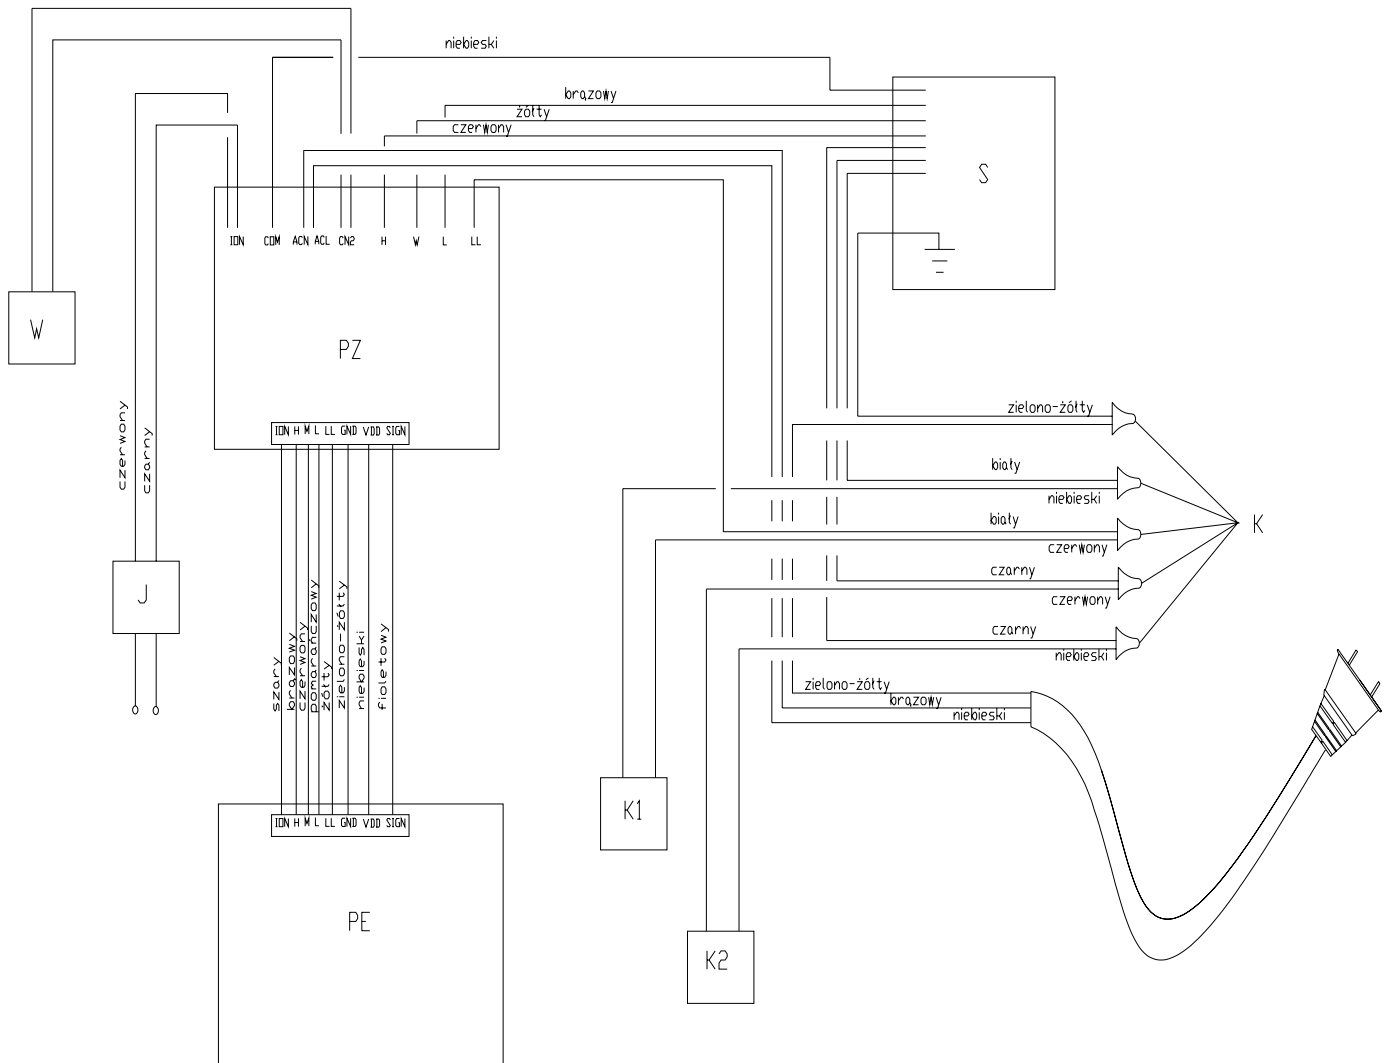 niebieski
brązowy
żółty
czerwony
S
ION COM ACN ACL CN2 H W L LL
W
PZ
czerwony
czarny
ION H M L LL GND VDD SIGN
zielono-żółty
biały
niebieski
K
biały
czerwony
czarny
czerwony
czarny
niebieski
J
szary
brązowy
czerwony
pomarańczowy
żółty
zielono-żółty
niebieski
fioletowy
zielono-żółty
brązowy
niebieski
K1
ION H M L LL GND VDD SIGN
PE
K2